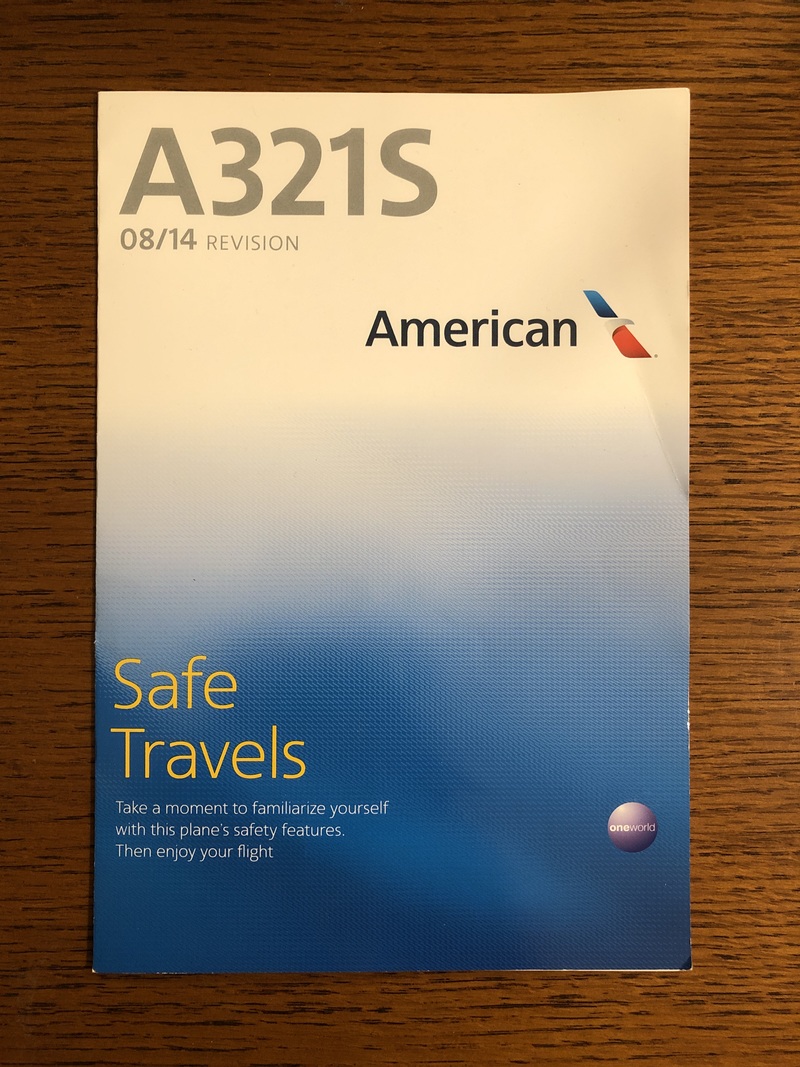 A321S
08/14 REVISION
American
Safe
Travels
Take a moment to familiarize yourself
with this plane's safety features.
Then enjoy your flight
oneworld